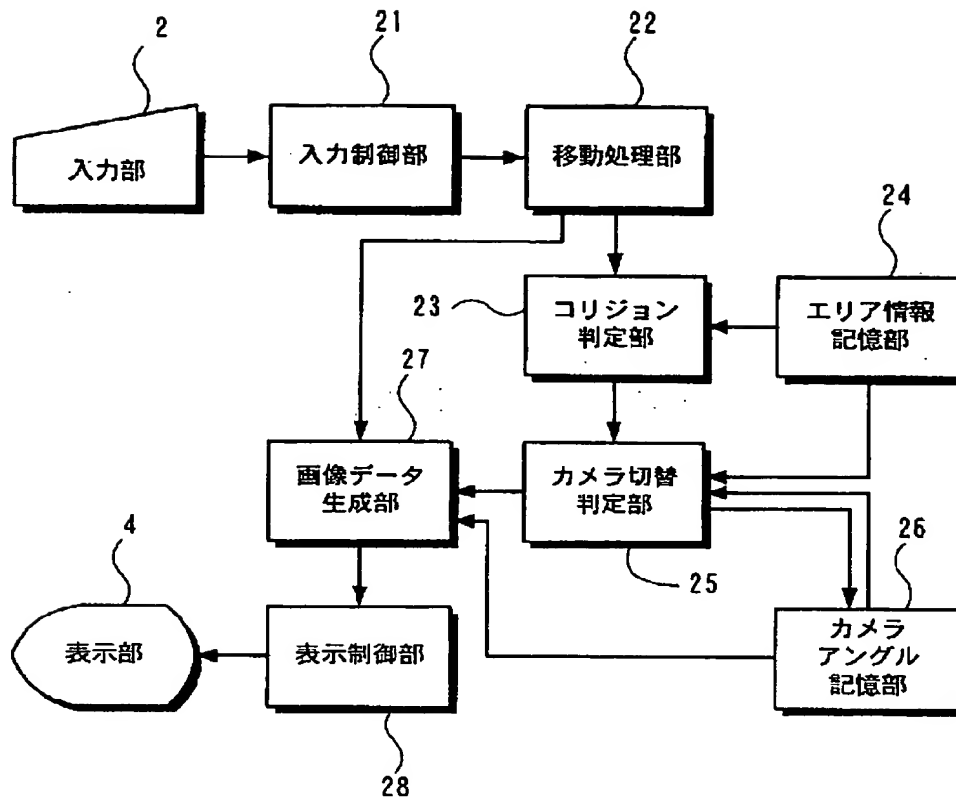 2
21
22
入力部
入力制御部
移動処理部
24
23
コリジョン
判定部
エリア情報
記憶部
27
画像データ
生成部
カメラ切替
判定部
4
25
26
表示部
表示制御部
カメラ
アングル
記憶部
28